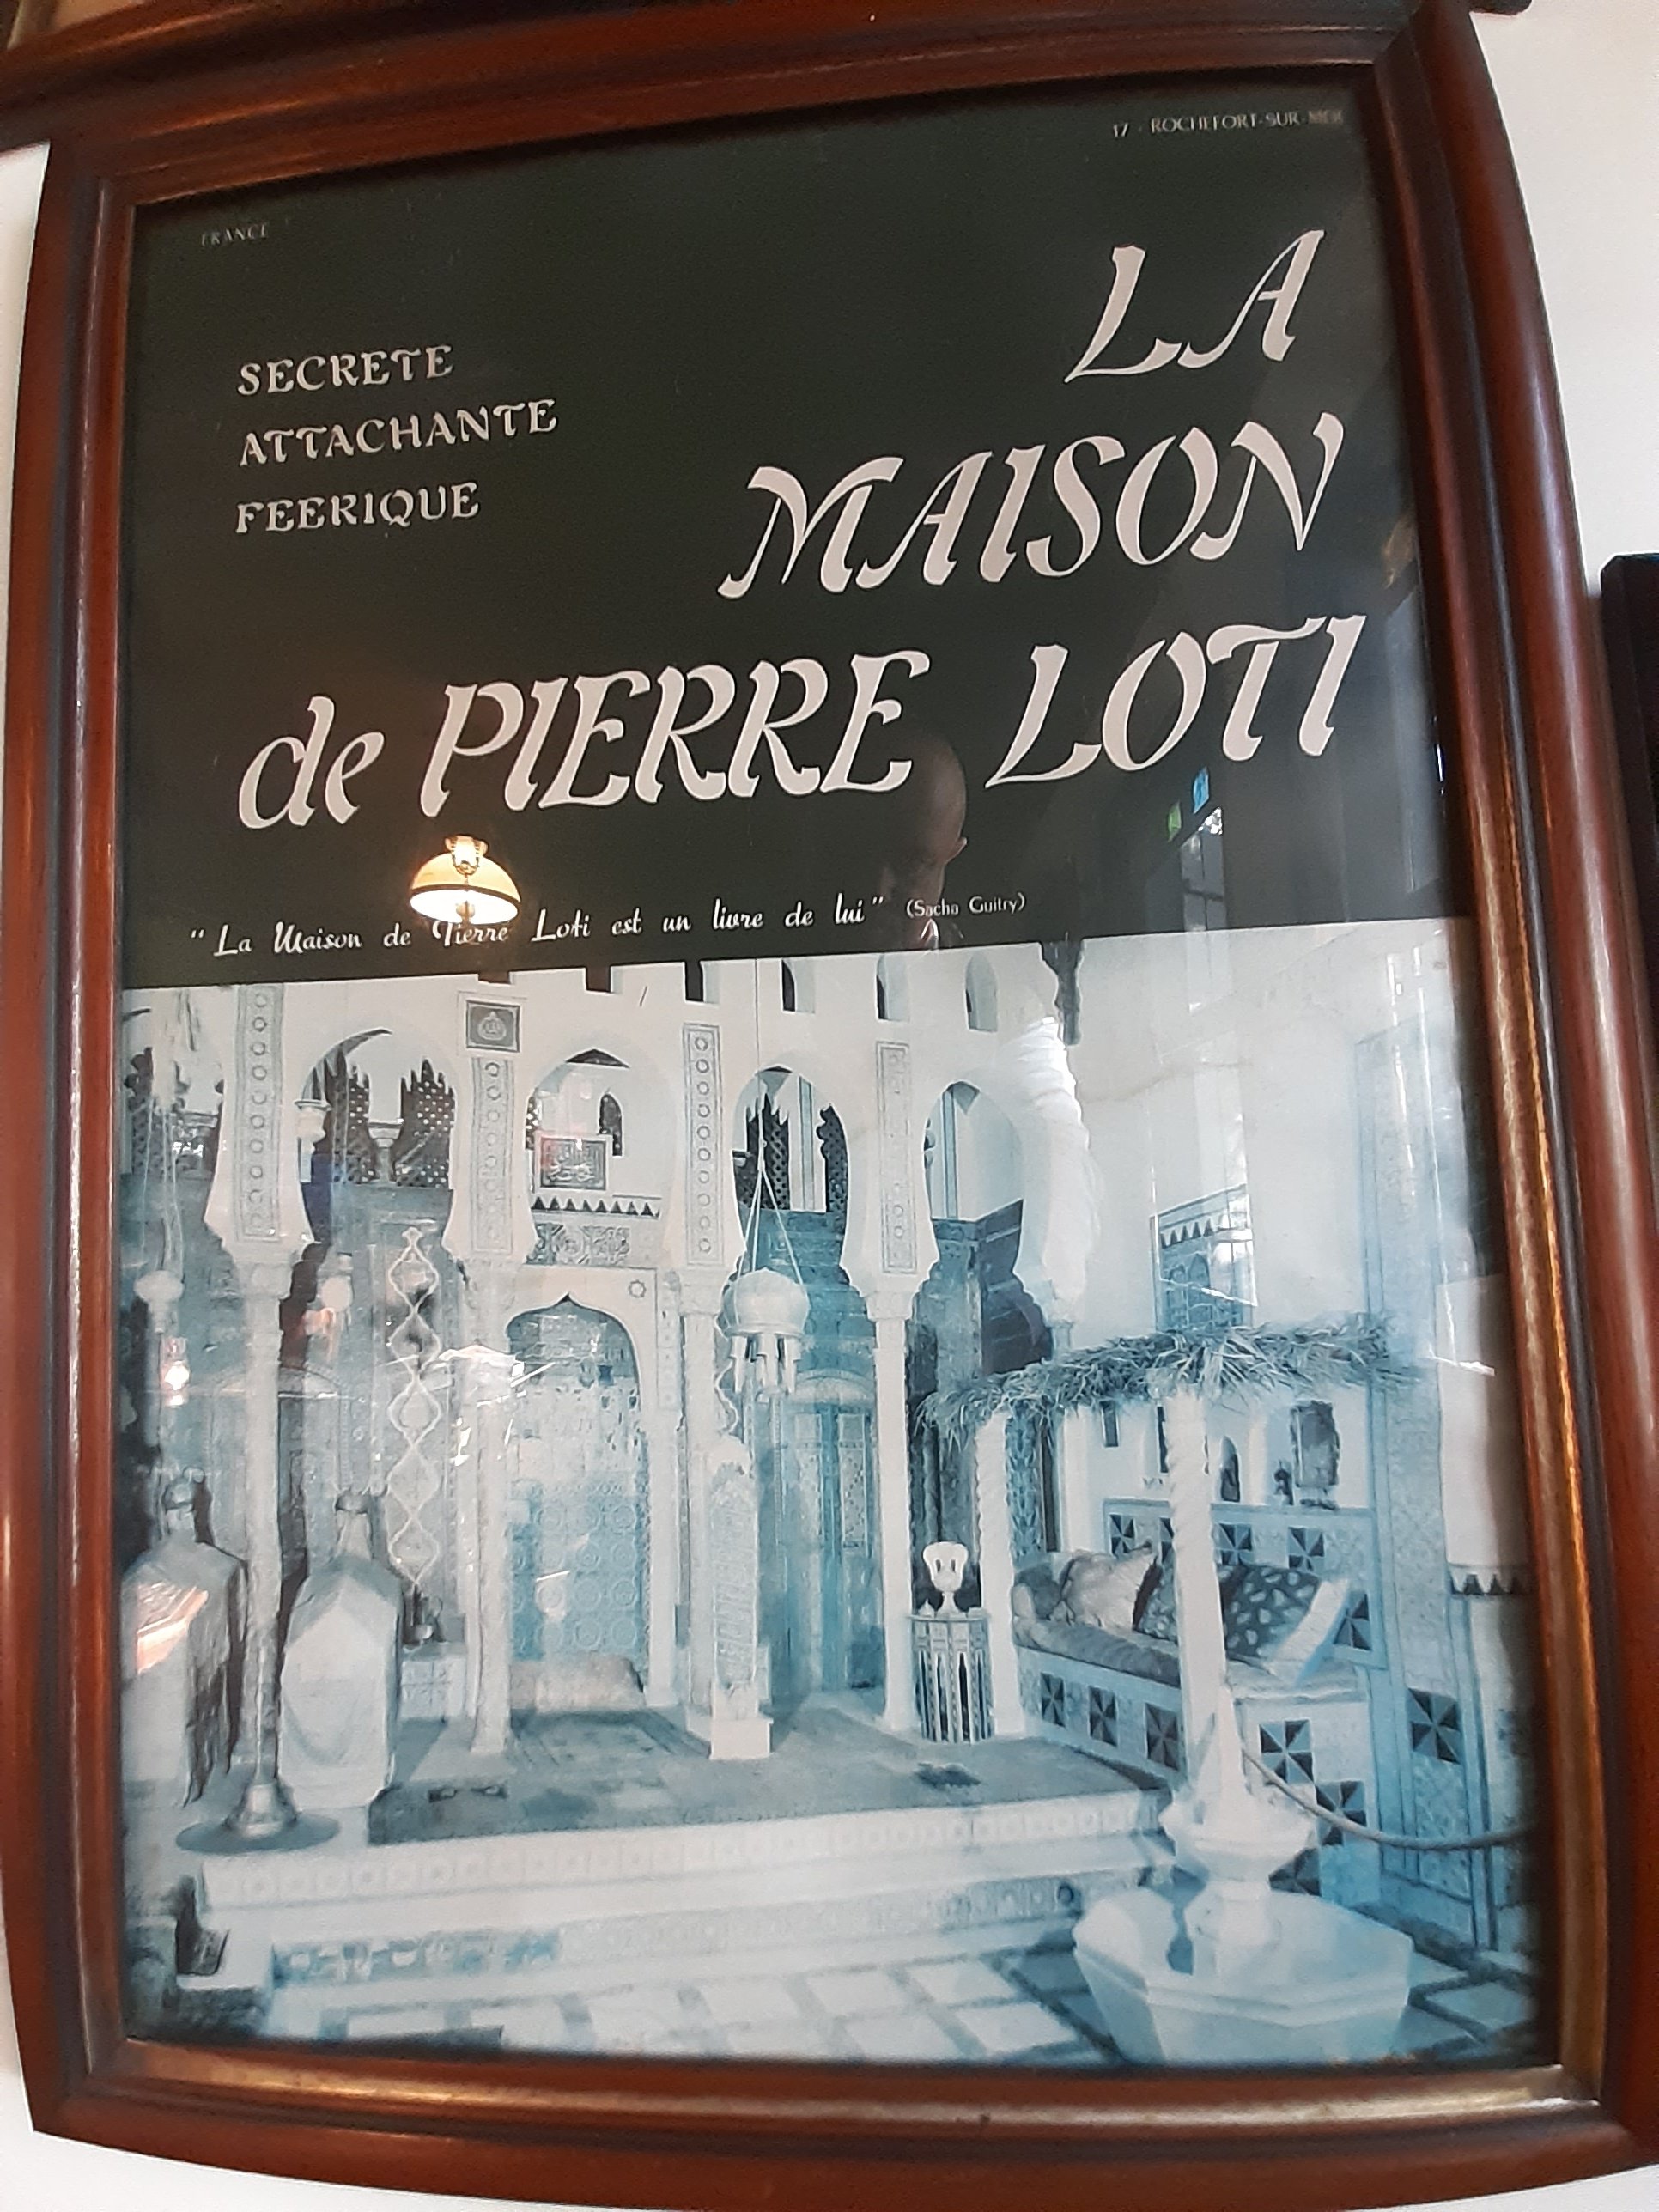 17 - ROCHEFORT-SUR-MER
FRANCE
LA
MAISON
de PIERRE LOTI
SECRETE
ATTACHANTE
FEERIQUE
"La Maison de Pierre Loti est un livre de lui" (Sacha Guitry)